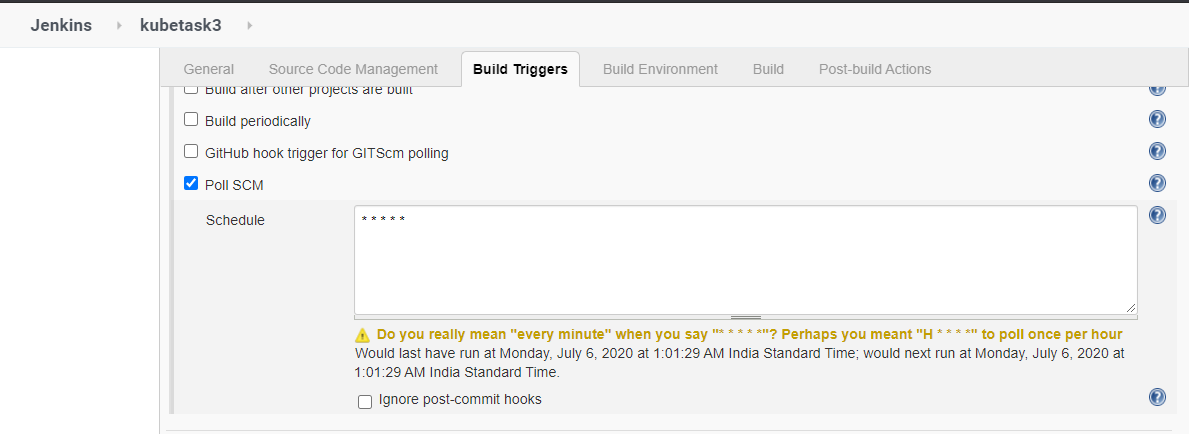 Jenkins kubetask3
General Source Code Management Build Triggers Build Environment Build Post-build Actions
Build after other projects are built
Build periodically
GitHub hook trigger for GITScm polling
Poll SCM
Schedule * * * * *
Do you really mean "every minute" when you say "* * * * *"? Perhaps you meant "H * * * *" to poll once per hour
Would last have run at Monday, July 6, 2020 at 1:01:29 AM India Standard Time; would next run at Monday, July 6, 2020 at
1:01:29 AM India Standard Time.
Ignore post-commit hooks